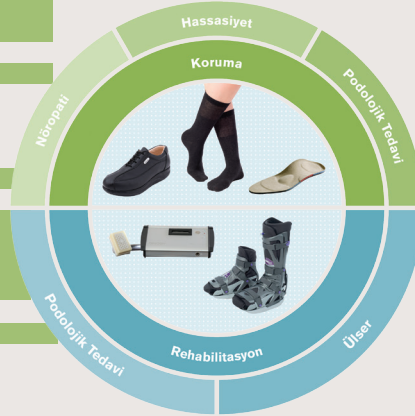 Hassasiyet
Koruma
Nöropati
Podolojik Tedavi
Podolojik Tedavi
Rehabilitasyon
Ülser